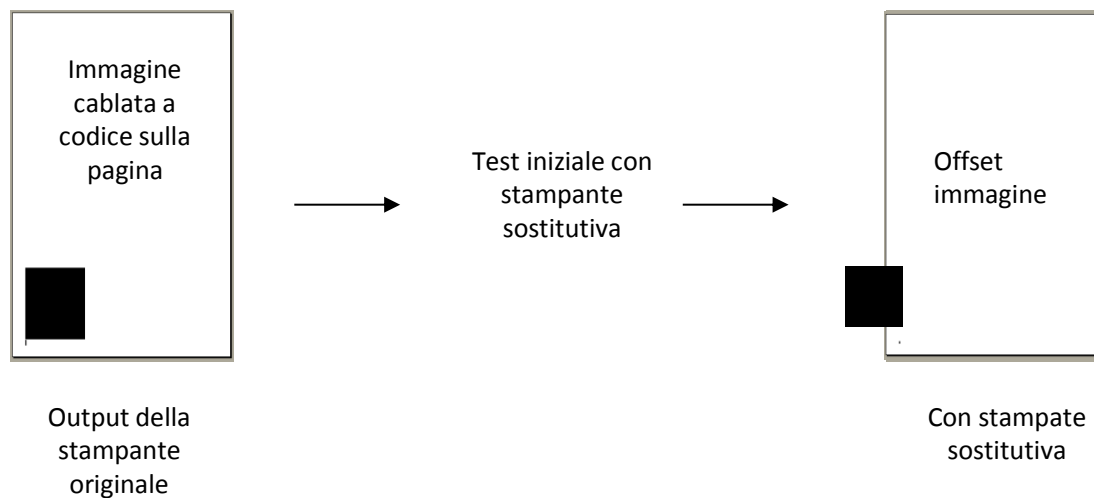 Immagine
cablata a
codice sulla
pagina
Test iniziale con
stampante
sostitutiva
Offset
immagine
Output della
stampante
originale
Con stampate
sostitutiva